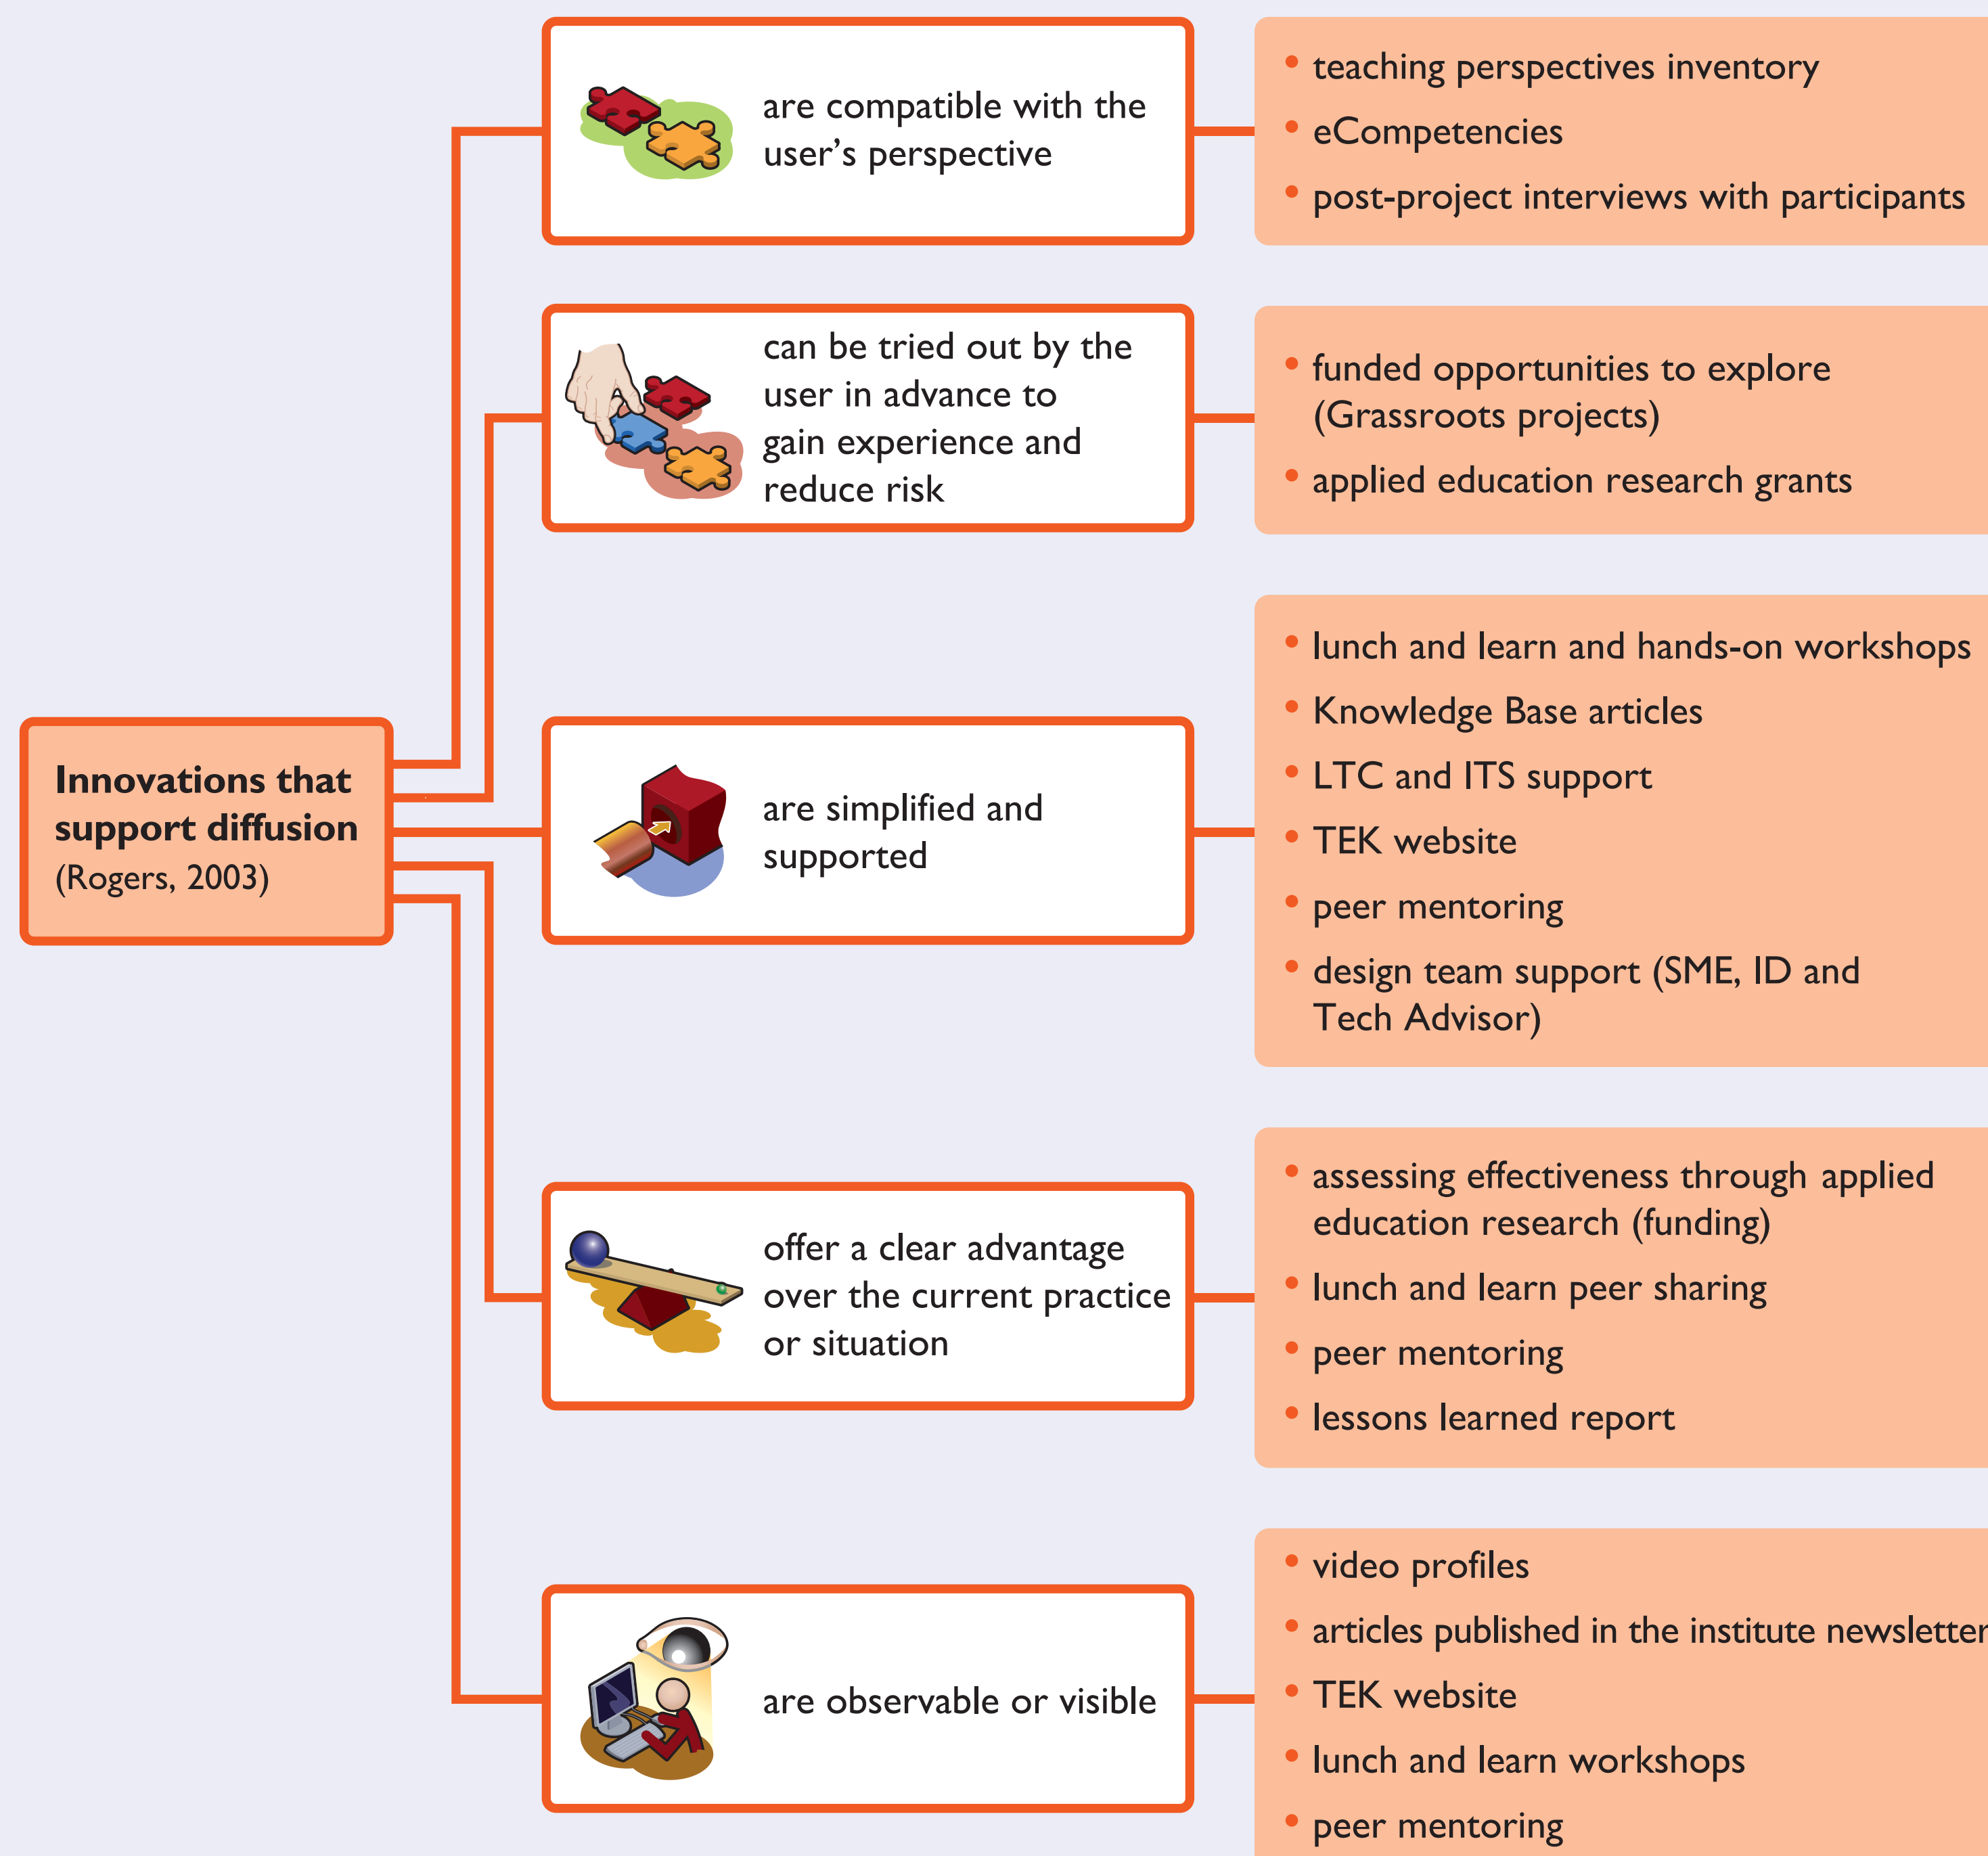 Innovations that
support diffusion
(Rogers, 2003)
are compatible with the
user’s perspective
• teaching perspectives inventory
• eCompetencies
• post-project interviews with participants
can be tried out by the
user in advance to
gain experience and
reduce risk
• funded opportunities to explore
(Grassroots projects)
• applied education research grants
are simplified and
supported
• lunch and learn and hands-on workshops
• Knowledge Base articles
• LTC and ITS support
• TEK website
• peer mentoring
• design team support (SME, ID and
Tech Advisor)
offer a clear advantage
over the current practice
or situation
• assessing effectiveness through applied
education research (funding)
• lunch and learn peer sharing
• peer mentoring
• lessons learned report
are observable or visible
• video profiles
• articles published in the institute newsletter
• TEK website
• lunch and learn workshops
• peer mentoring